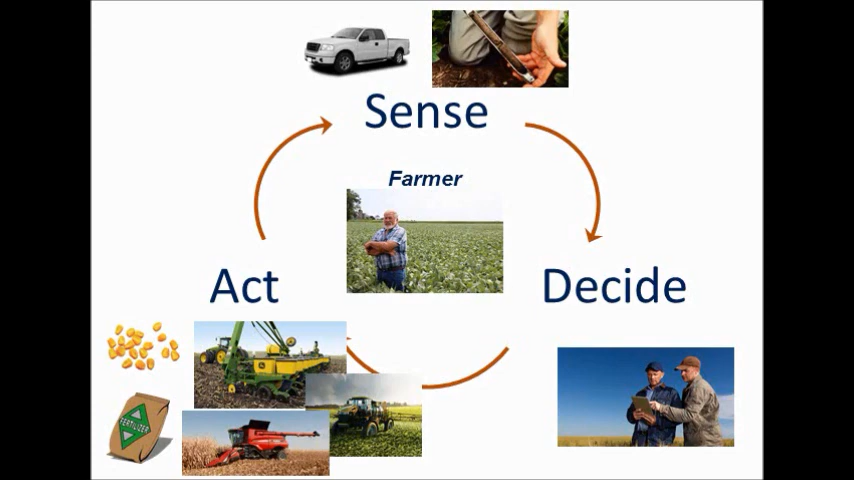 Sense
Farmer
Act
Decide
FERTILIZER